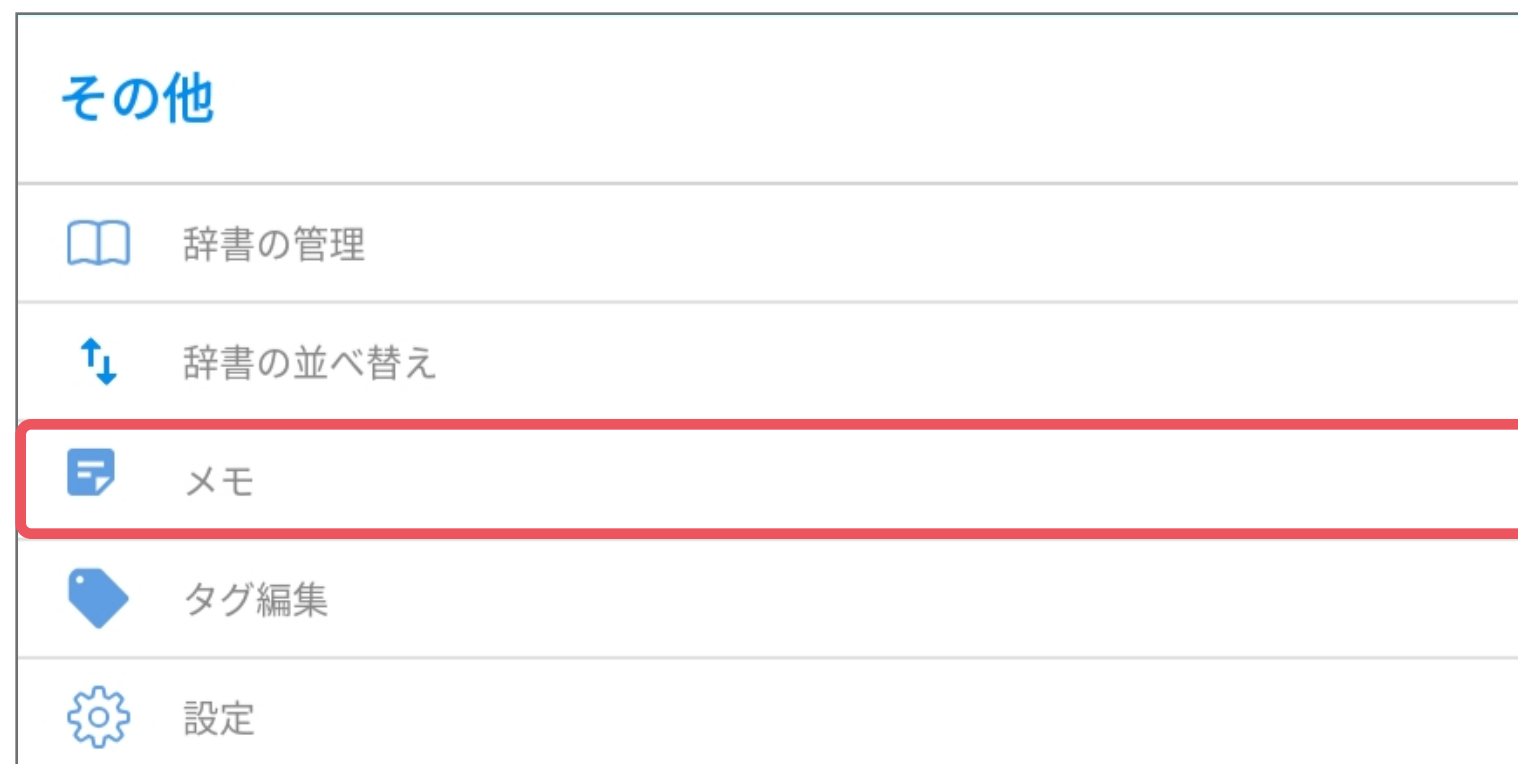 その他
辞書の管理
辞書の並べ替え
メモ
タグ編集
設定